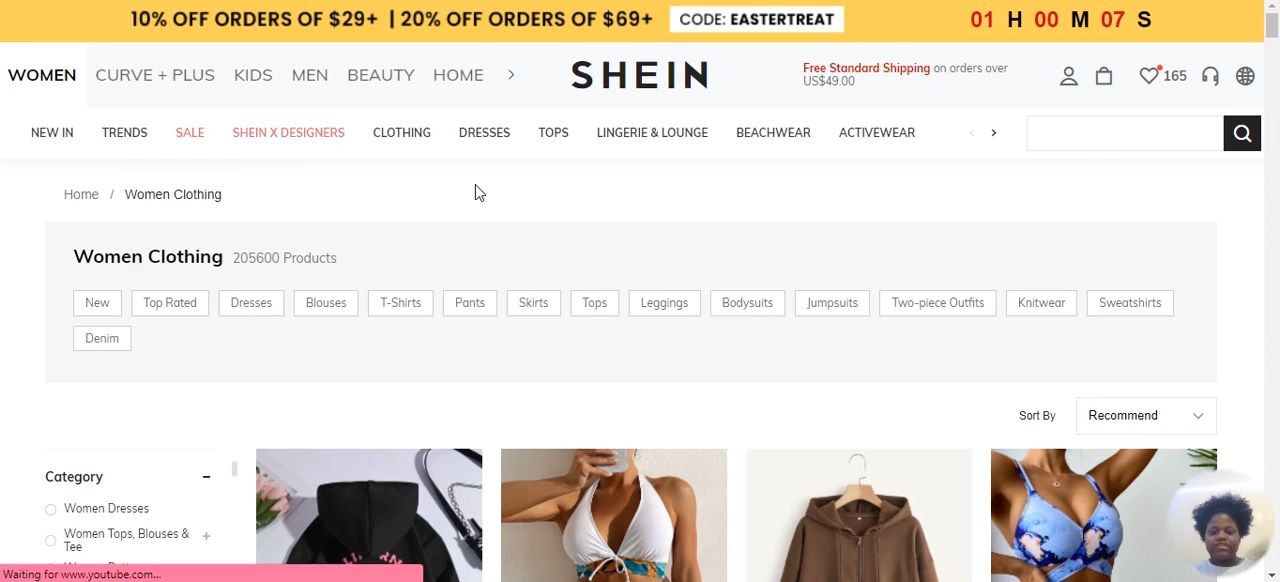 10% OFF ORDERS OF $29+ | 20% OFF ORDERS OF $69+ CODE: EASTERTREAT 01 H 00 M 07 S
WOMEN CURVE + PLUS KIDS MEN BEAUTY HOME SHEIN Free Standard Shipping on orders over
US$49.00
165
NEW IN TRENDS SALE SHEIN X DESIGNERS CLOTHING DRESSES TOPS LINGERIE & LOUNGE BEACHWEAR ACTIVEWEAR
Home / Women Clothing
Women Clothing 205600 Products
New Top Rated Dresses Blouses T-Shirts Pants Skirts Tops Leggings Bodysuits Jumpsuits Two-piece Outfits Knitwear Sweatshirts
Denim
Sort By Recommend
Category
Women Dresses
Women Tops, Blouses &
Tee
Waiting for www.youtube.com...